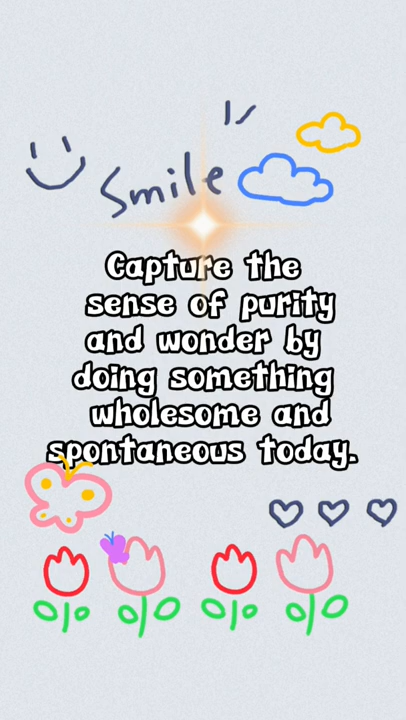 Smile
Capture the
sense of purity
and wonder by
doing something
wholesome and
spontaneous today.